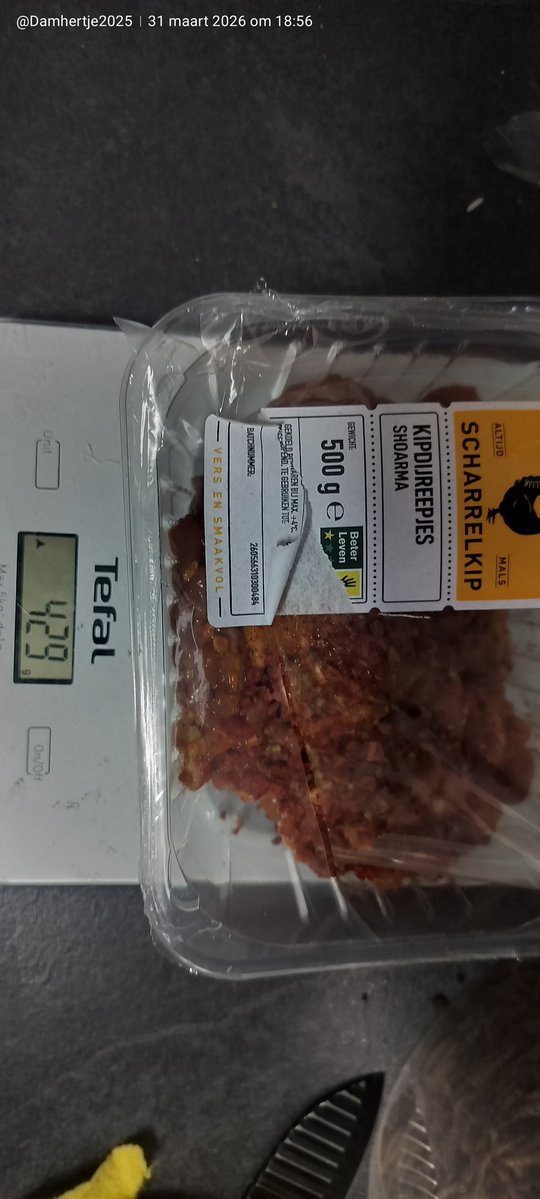 @Damhertje2025 | 31 maart 2026 om 18:56
ALTIJD
MALS
SCHARRELKIP
KIPDIJREEPJES
SHOARMA
GEWICHT:
500 g e
Beter
Leven
BIJ MAX. +4°C.
TE GEBRUIKEN TOT:
BATCHNUMMER:
VERS EN SMAAKVOL
Tefal
Unit
429
g
On/Off